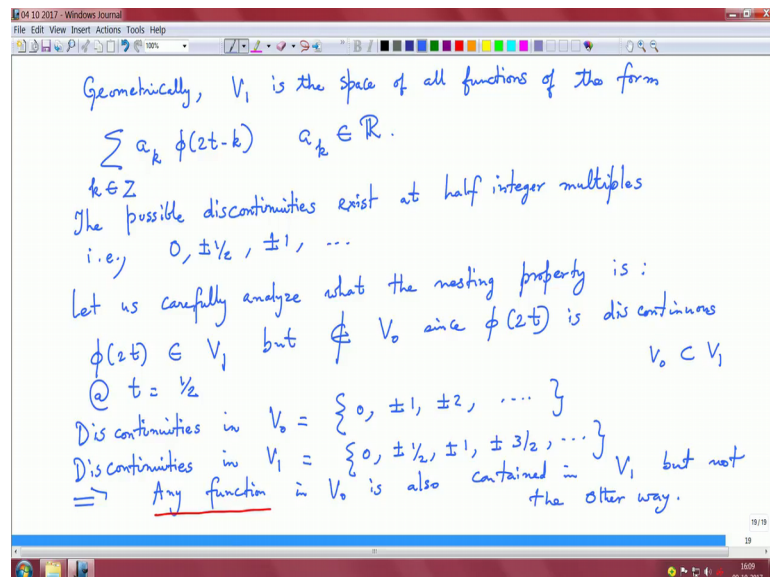 04 10 2017 - Windows Journal
File Edit View Insert Actions Tools Help
100%
Geometrically, V₁ is the space of all functions of the form
∑ aₖ ϕ(2t-k) aₖ ∈ ℝ.
k∈Z
The possible discontinuities exist at half integer multiples
i.e., 0, ±½, ±1, ...
Let us carefully analyze what the nesting property is :
ϕ(2t) ∈ V₁ but ∉ V₀ since ϕ(2t) is discontinuous
@ t = ½ V₀ ⊂ V₁
Discontinuities in V₀ = {0, ±1, ±2, ....}
Discontinuities in V₁ = {0, ±½, ±1, ±3/2, ...}
⇒ Any function in V₀ is also contained in V₁ but not
the other way.
19/19
19
16:09